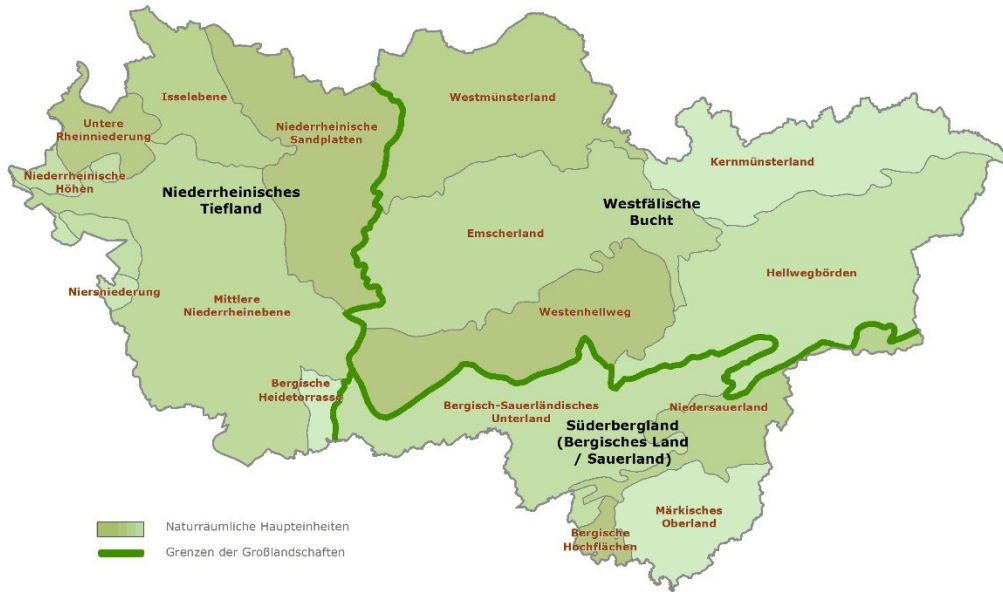 Isselebene
Westmünsterland
Untere
Rheinniederung
Niederrheinische
Sandplatten
Kernmünsterland
Niederrheinische
Höhen
Niederrheinisches
Tiefland
Westfälische
Bucht
Emscherland
Hellwegbörden
Niersniederung
Mittlere
Niederrheinebene
Westenhellweg
Bergische
Heideterrasse
Bergisch-Sauerländisches
Unterland
Niedersauerland
Süderbergland
(Bergisches Land
/ Sauerland)
Märkisches
Oberland
Bergische
Hochflächen
Naturräumliche Haupteinheiten
Grenzen der Großlandschaften